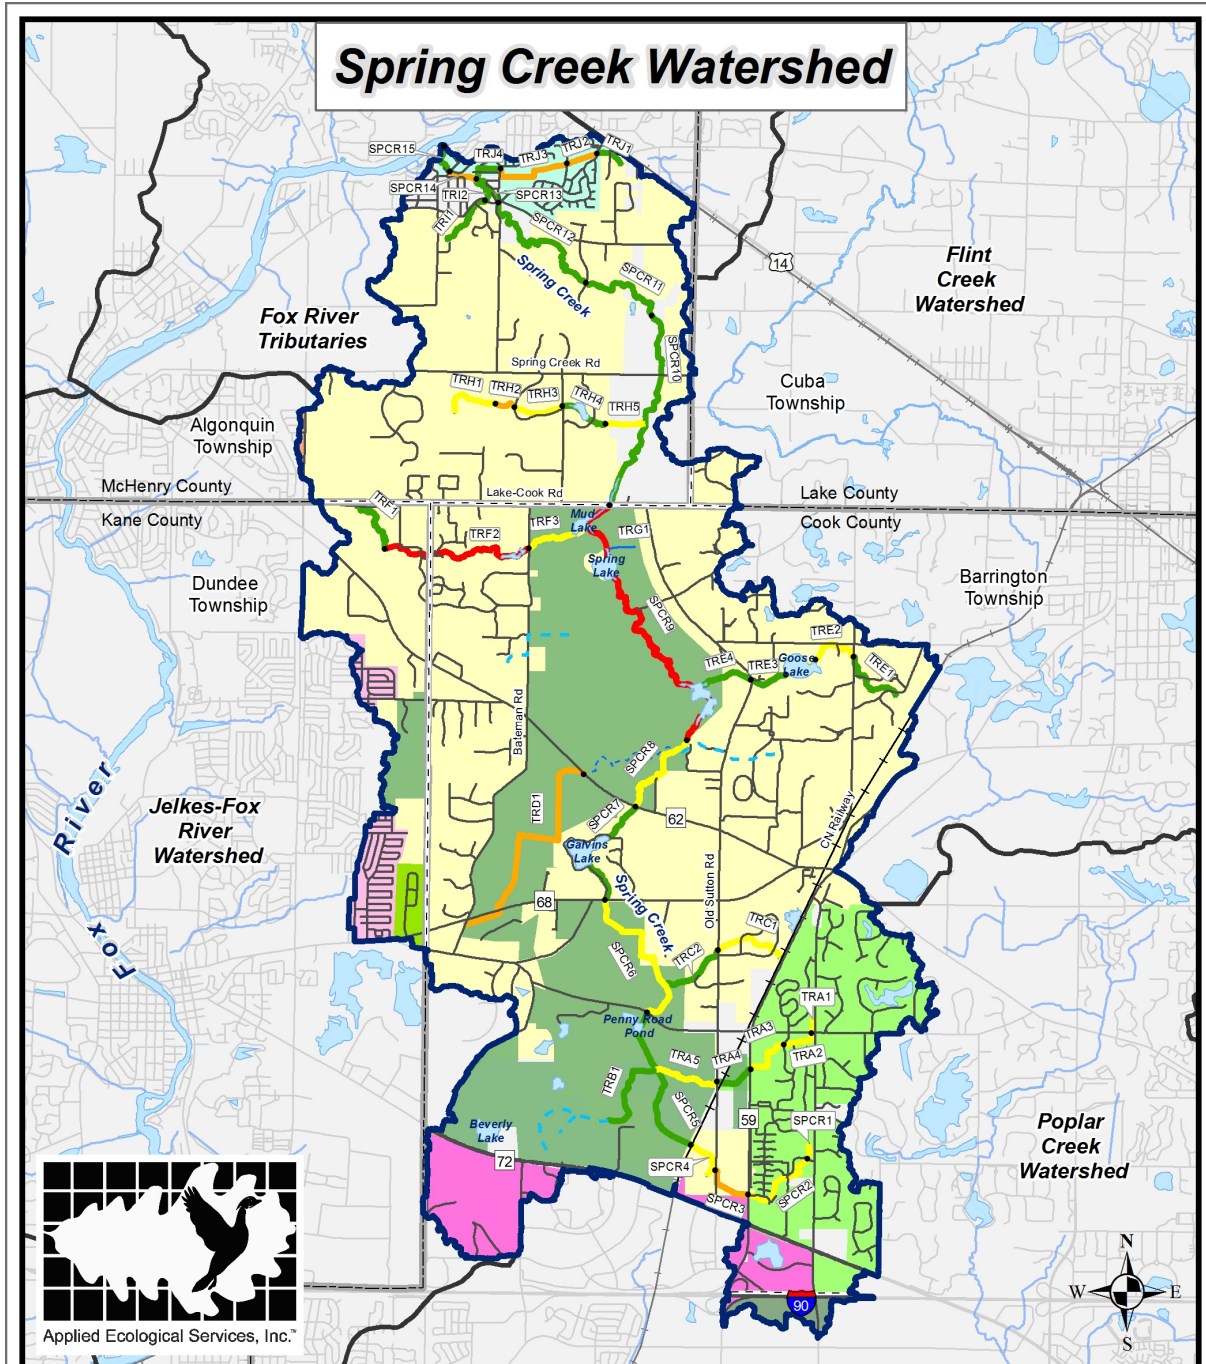 Spring Creek Watershed
SPCR15
TRJ4
TRJ3
TRJ2
TRJ1
SPCR14
TRI2
SPCR13
TRI1
SPCR12
Spring Creek
SPCR11
14
Flint
Creek
Watershed
Fox River
Tributaries
SPCR10
Spring Creek Rd
TRH1
TRH2
TRH3
TRH4
TRH5
Cuba
Township
Algonquin
Township
McHenry County
Lake-Cook Rd
Lake County
Kane County
Cook County
TRF1
TRF2
TRF3
Mud
Lake
TRG1
Spring
Lake
Dundee
Township
Barrington
Township
SPCR9
TRE4
TRE3
Goose
Lake
TRE2
TRE1
Bateman Rd
SPCR8
TRD1
SPCR7
62
CN Railway
River
Jelkes-Fox
River
Watershed
Galvins
Lake
Old Sutton Rd
68
Spring Creek
Fox
SPCR6
TRC2
TRC1
Penny Road
Pond
TRA1
TRA3
TRA2
TRA4
TRA5
TRB1
SPCR5
59
SPCR1
Beverly
Lake
72
SPCR4
SPCR3
SPCR2
Poplar
Creek
Watershed
90
N
W E
S
Applied Ecological Services, Inc.™